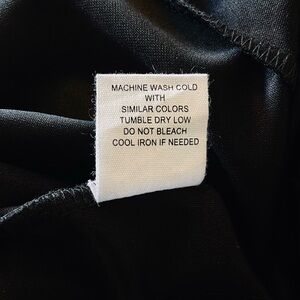 MACHINE WASH COLD
WITH
SIMILAR COLORS
TUMBLE DRY LOW
DO NOT BLEACH
COOL IRON IF NEEDED